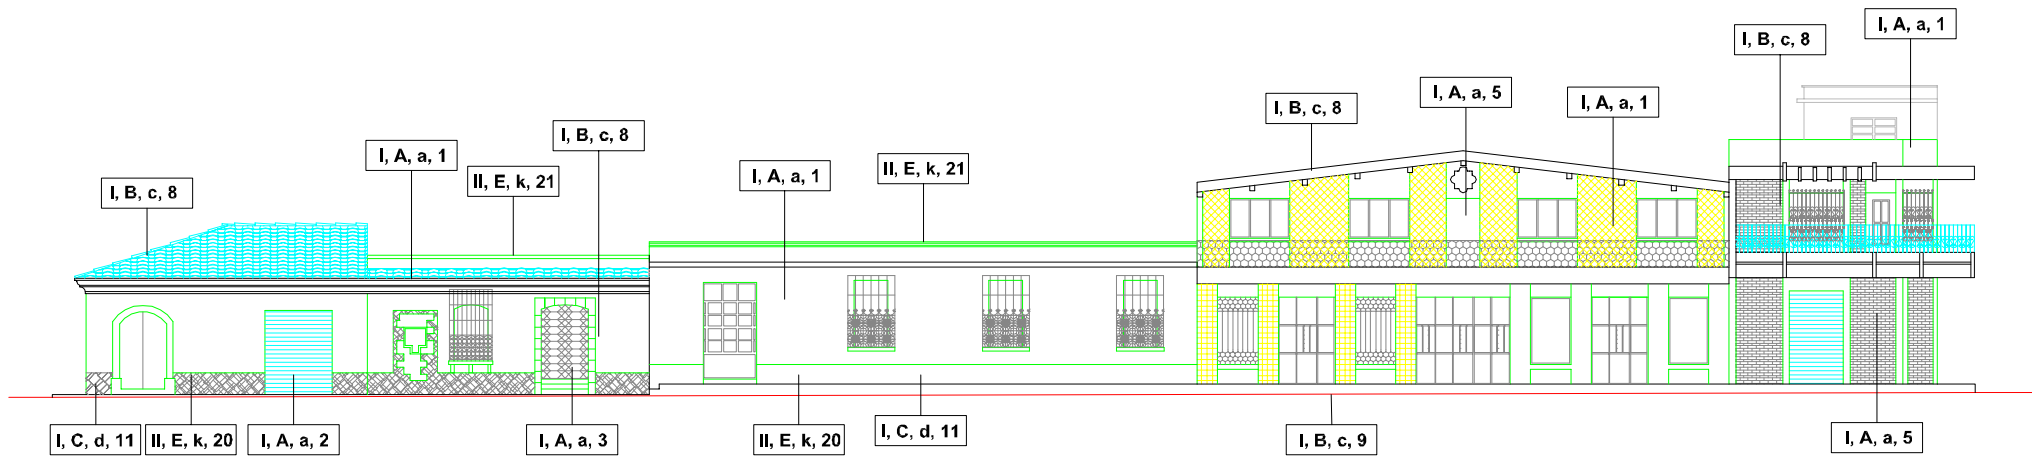 I, A, a, 1
I, B, c, 8
I, A, a, 5
I, A, a, 1
I, B, c, 8
I, B, c, 8
I, A, a, 1
II, E, k, 21
I, A, a, 1
II, E, k, 21
I, B, c, 8
I, C, d, 11
II, E, k, 20
I, A, a, 2
I, A, a, 3
II, E, k, 20
I, C, d, 11
I, B, c, 9
I, A, a, 5